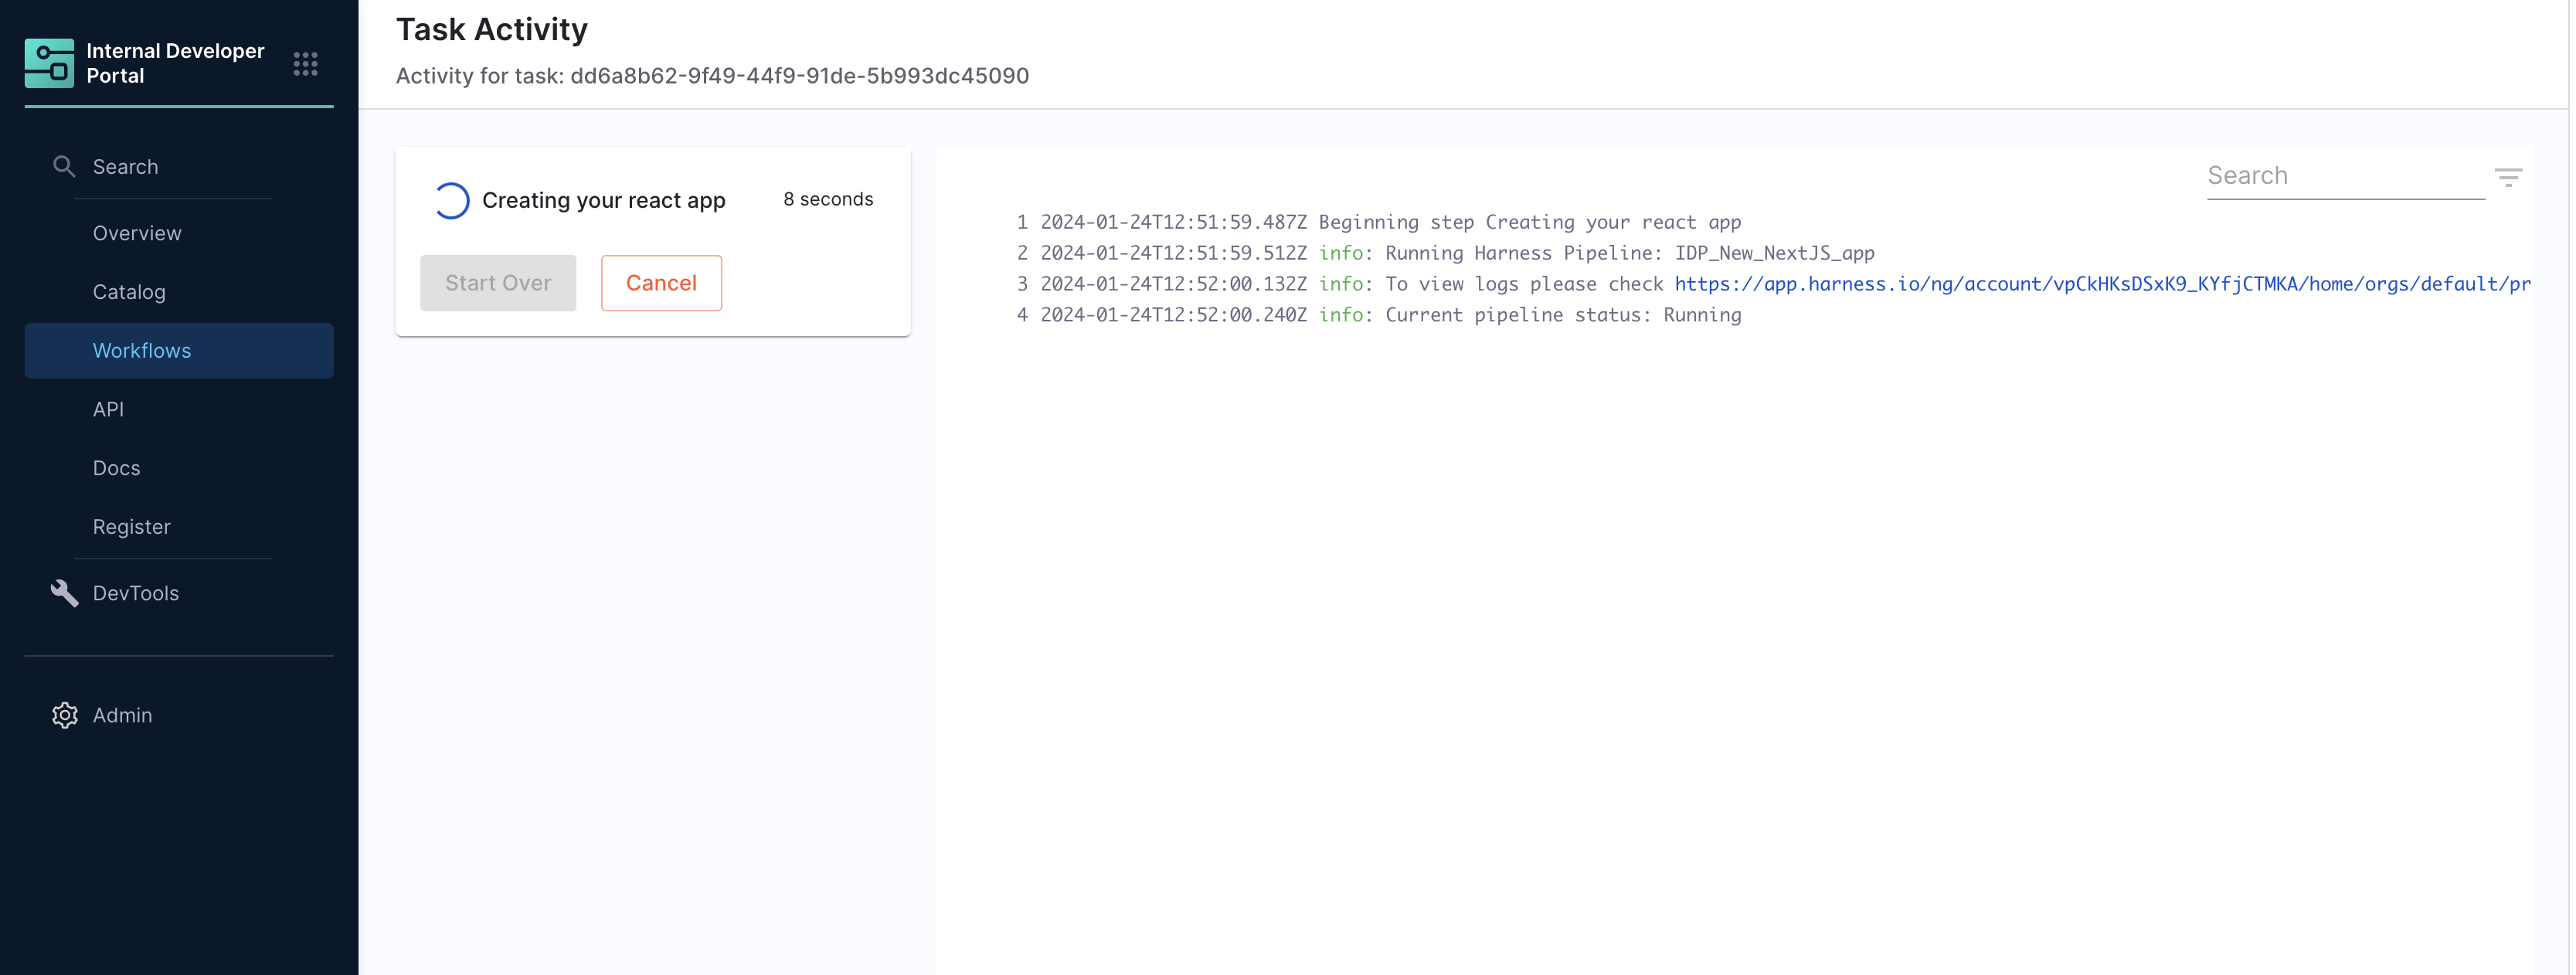 Internal Developer
Portal
Search
Overview
Catalog
Workflows
API
Docs
Register
DevTools
Admin
Task Activity
Activity for task: dd6a8b62-9f49-44f9-91de-5b993dc45090
Creating your react app 8 seconds
Start Over Cancel
Search
1 2024-01-24T12:51:59.487Z Beginning step Creating your react app
2 2024-01-24T12:51:59.512Z info: Running Harness Pipeline: IDP_New_NextJS_app
3 2024-01-24T12:52:00.132Z info: To view logs please check https://app.harness.io/ng/account/vpCkHKsDSxK9_KYfjCTMKA/home/orgs/default/pr
4 2024-01-24T12:52:00.240Z info: Current pipeline status: Running